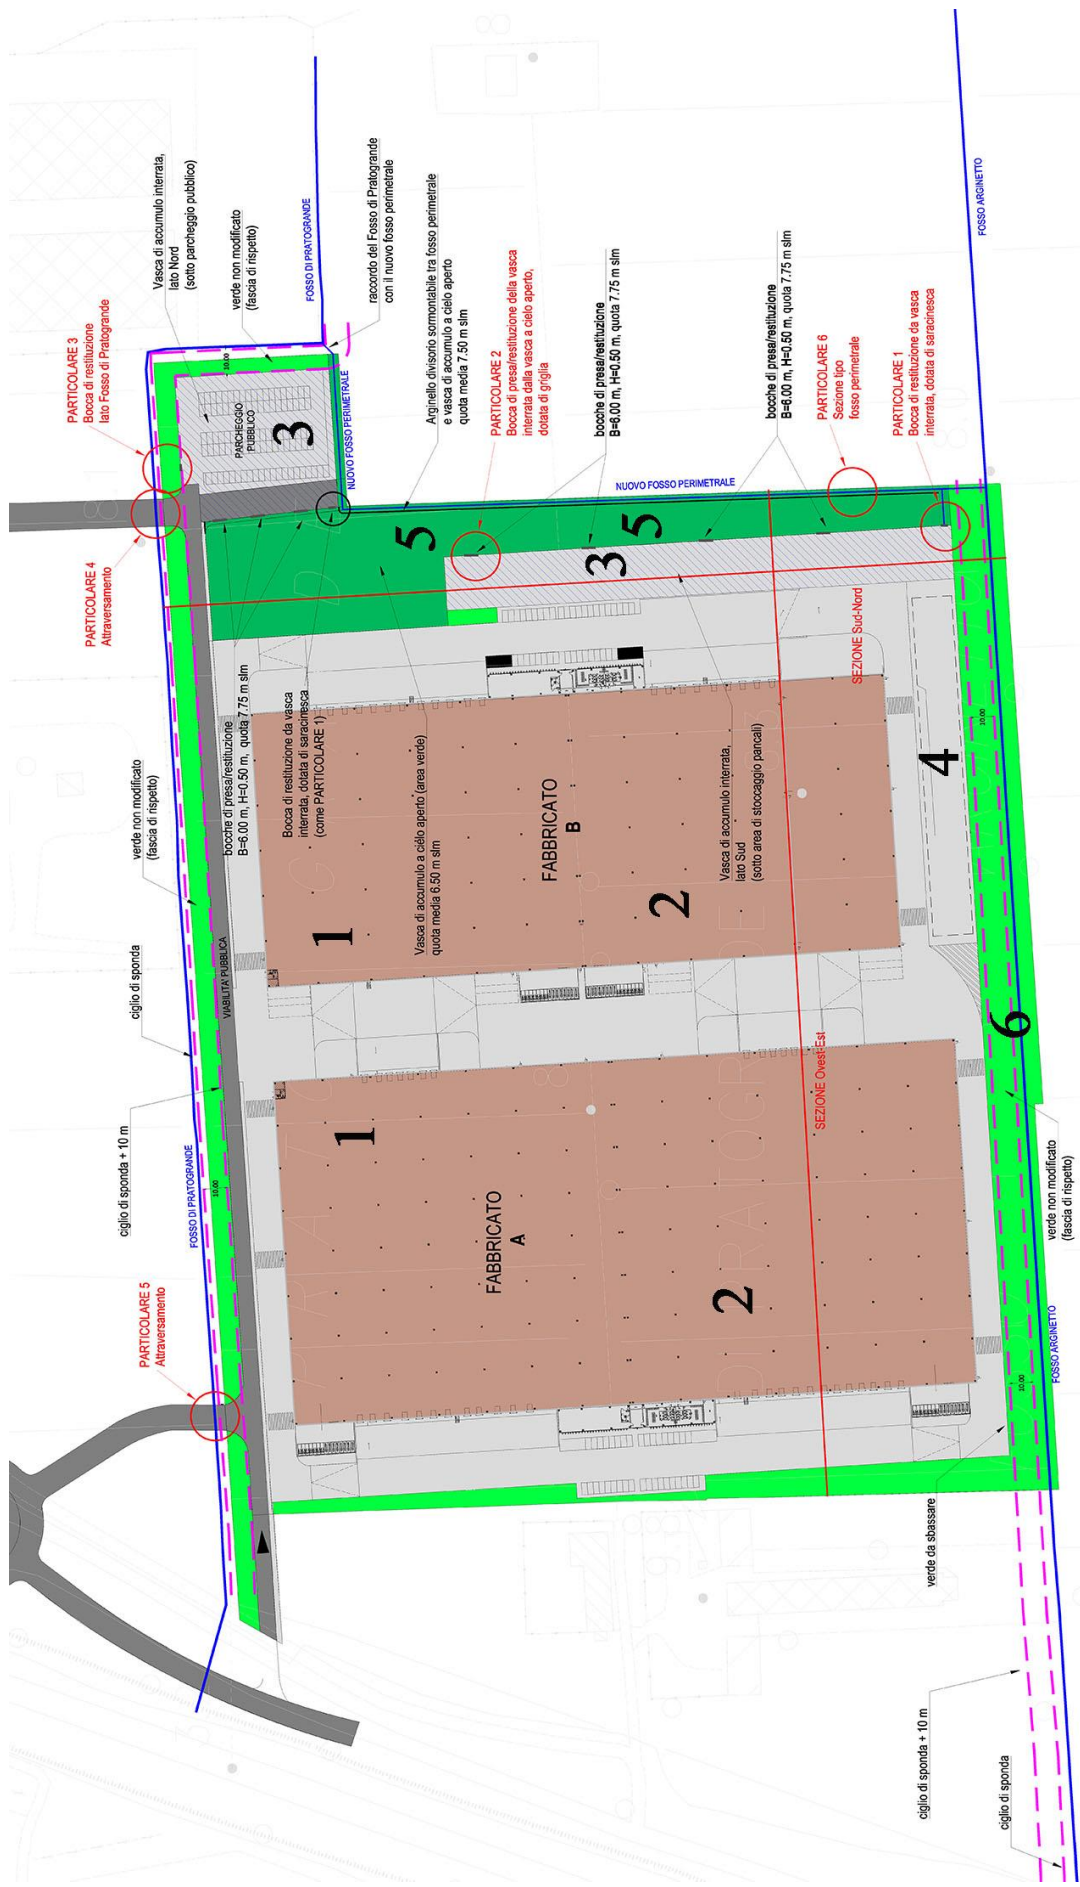 PARTICOLARE 3
Bocca di restituzione
lato Fosso di Pratogrande
Vasca di accumulo interrata,
lato Nord
(sotto parcheggio pubblico)
verde non modificato
(fascia di rispetto)
FOSSO DI PRATOGRANDE
raccordo del Fosso di Pratogrande
con il nuovo fosso perimetrale
Arginello divisorio sormontabile tra fosso perimetrale
e vasca di accumulo a cielo aperto
quota media 7.50 m slm
PARTICOLARE 2
Bocca di presa/restituzione della vasca
interrata dalla vasca a cielo aperto,
dotata di griglia
bocche di presa/restituzione
B=6.00 m, H=0.50 m, quota 7.75 m slm
bocche di presa/restituzione
B=6.00 m, H=0.50 m, quota 7.75 m slm
PARTICOLARE 6
Sezione tipo
fosso perimetrale
PARTICOLARE 1
Bocca di restituzione da vasca
interrata, dotata di saracinesca
FOSSO ARGINETTO
PARTICOLARE 4
Attraversamento
10.00
PARCHEGGIO
PUBBLICO
3
NUOVO FOSSO PERIMETRALE
NUOVO FOSSO PERIMETRALE
5
5
3
SEZIONE Sud-Nord
verde non modificato
(fascia di rispetto)
bocche di presa/restituzione
B=6.00 m, H=0.50 m, quota 7.75 m slm
Bocca di restituzione da vasca
interrata, dotata di saracinesca
(come PARTICOLARE 1)
Vasca di accumulo a cielo aperto (area verde)
quota media 6.50 m slm
FABBRICATO
B
Vasca di accumulo interrata,
lato Sud
(sotto area di stoccaggio pancali)
1
2
4
10.00
ciglio di sponda
VIABILITA' PUBBLICA
6
SEZIONE Ovest-Est
1
FABBRICATO
A
2
ciglio di sponda + 10 m
FOSSO DI PRATOGRANDE
10.00
PARTICOLARE 5
Attraversamento
verde non modificato
(fascia di rispetto)
FOSSO ARGINETTO
10.00
verde da sbassare
ciglio di sponda + 10 m
ciglio di sponda